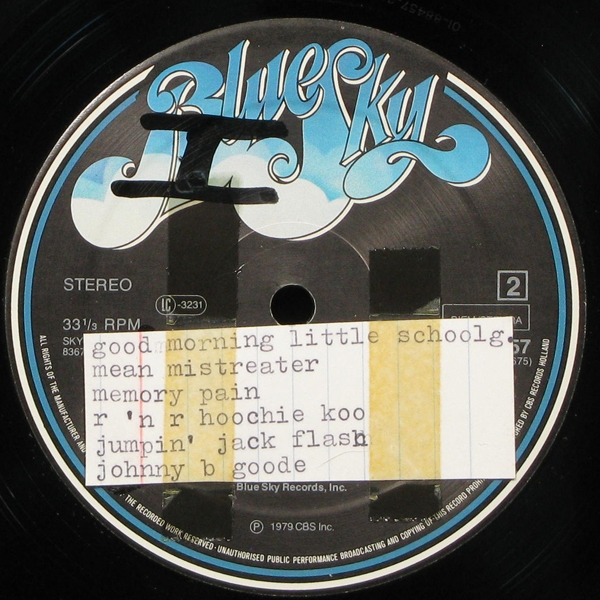 Blue Sky
I
STEREO
LC -3231
2
33 1/3 RPM
SKY
8367
57
575)
good morning little schoolg.
mean mistreater
memory pain
r 'n r hoochie koo
jumpin' jack flash
johnny b goode
Blue Sky Records, Inc.
℗ 1979 CBS Inc.
ALL RIGHTS OF THE MANUFACTURER AND
THE RECORDED WORK RESERVED · UNAUTHORISED PUBLIC PERFORMANCE BROADCASTING AND COPYING OF THIS RECORD PROH
BY CBS RECORDS HOLLAND